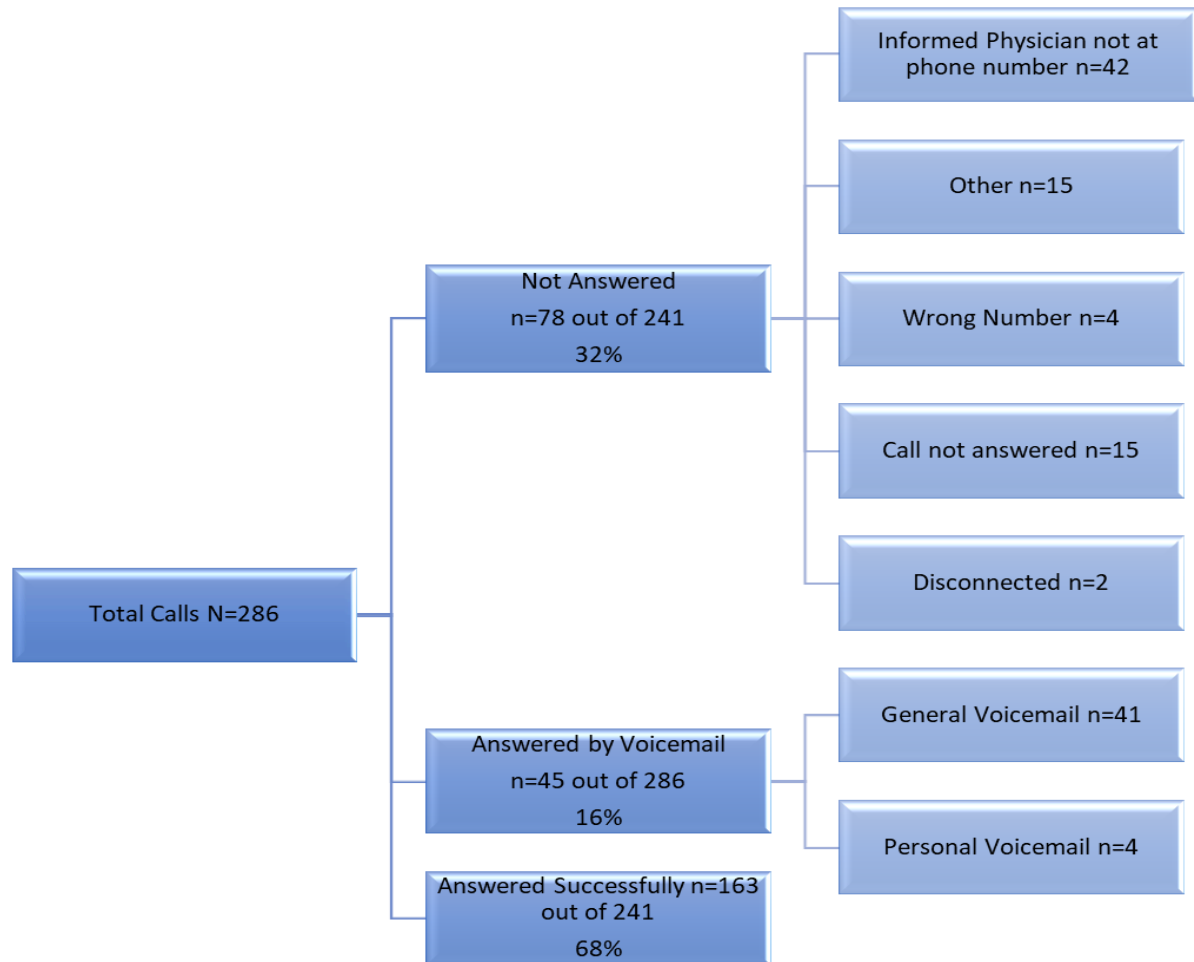 Total Calls N=286
Not Answered
n=78 out of 241
32%
Informed Physician not at
phone number n=42
Other n=15
Wrong Number n=4
Call not answered n=15
Disconnected n=2
Answered by Voicemail
n=45 out of 286
16%
General Voicemail n=41
Personal Voicemail n=4
Answered Successfully n=163
out of 241
68%